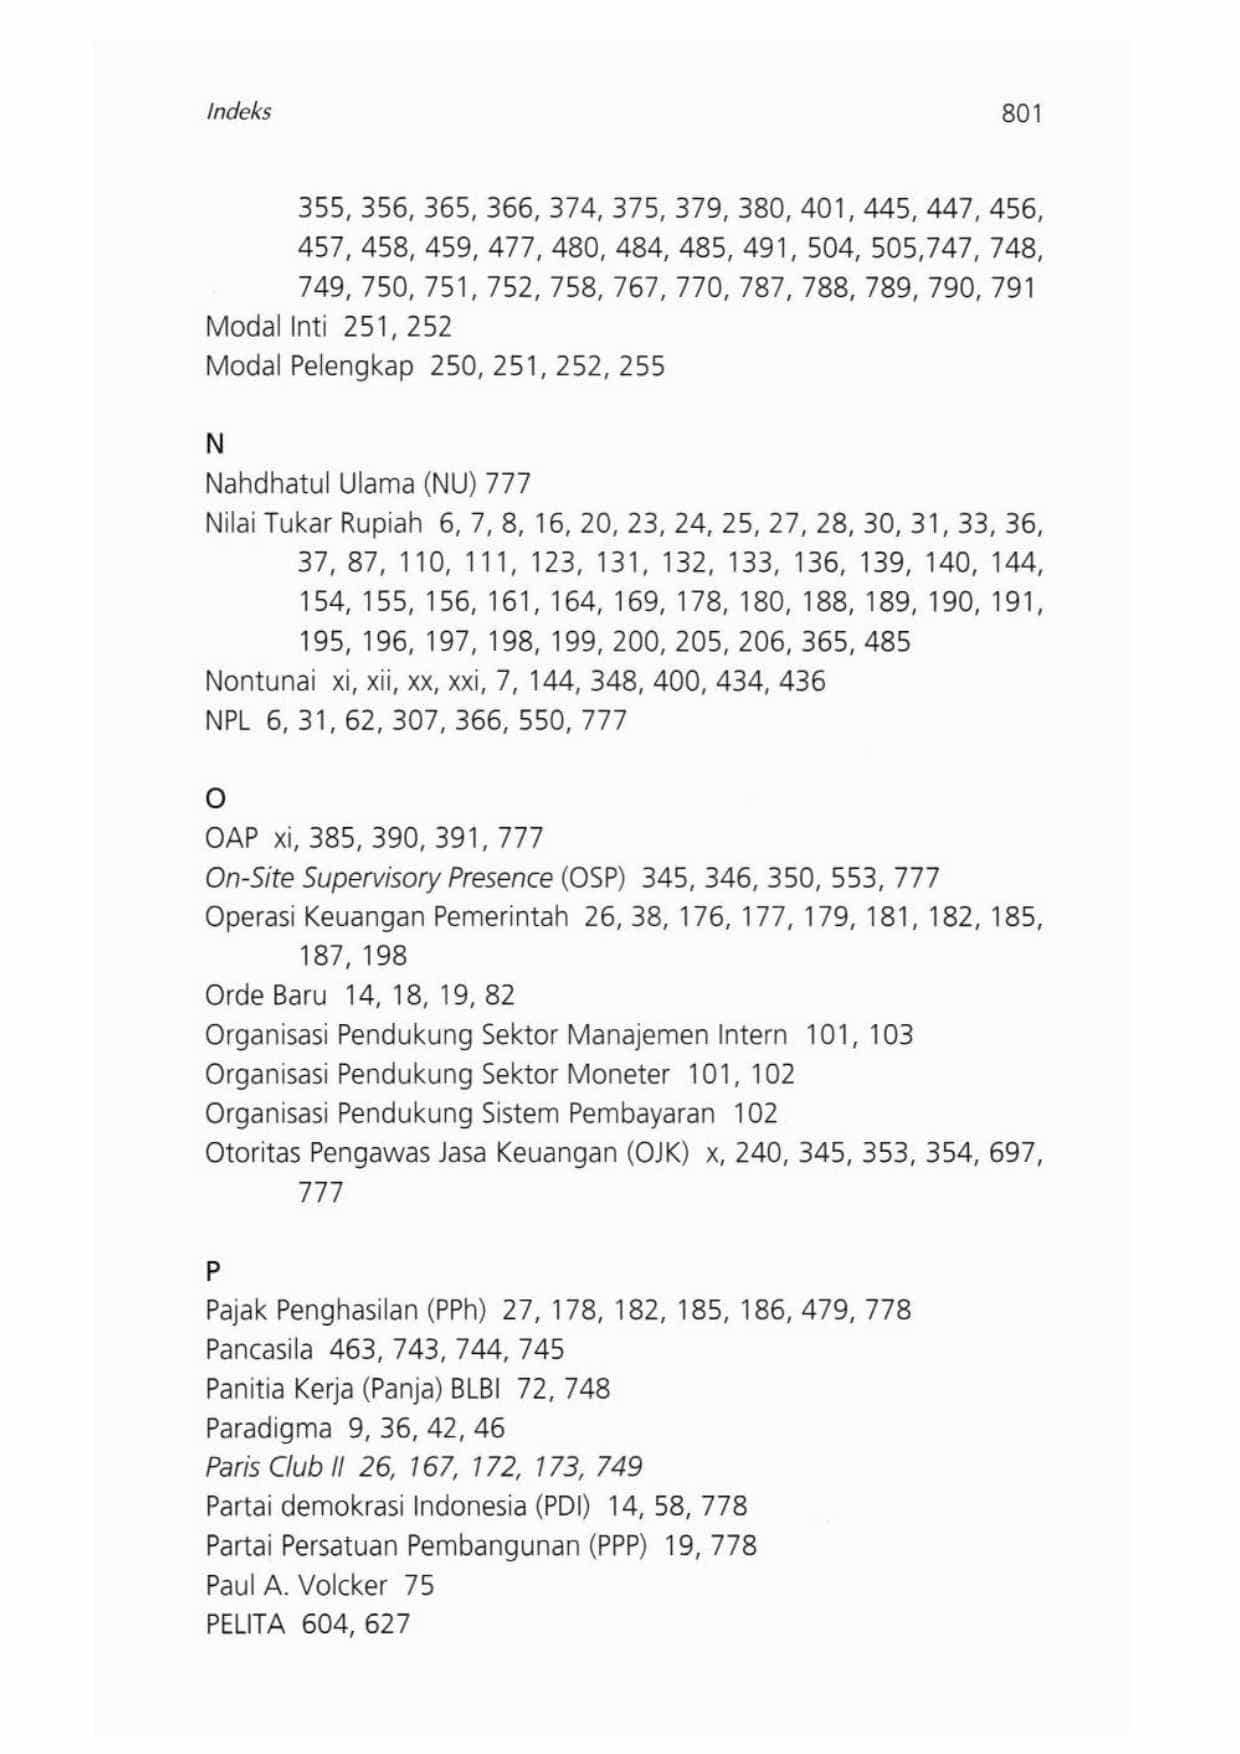 Indeks 801
355, 356, 365, 366, 374, 375, 379, 380, 401, 445, 447, 456,
457, 458, 459, 477, 480, 484, 485, 491, 504, 505,747, 748,
749, 750, 751, 752, 758, 767, 770, 787, 788, 789, 790, 791
Modal Inti 251, 252
Modal Pelengkap 250, 251, 252, 255
N
Nahdhatul Ulama (NU) 777
Nilai Tukar Rupiah 6, 7, 8, 16, 20, 23, 24, 25, 27, 28, 30, 31, 33, 36,
37, 87, 110, 111, 123, 131, 132, 133, 136, 139, 140, 144,
154, 155, 156, 161, 164, 169, 178, 180, 188, 189, 190, 191,
195, 196, 197, 198, 199, 200, 205, 206, 365, 485
Nontunai xi, xii, xx, xxi, 7, 144, 348, 400, 434, 436
NPL 6, 31, 62, 307, 366, 550, 777
O
OAP xi, 385, 390, 391, 777
On-Site Supervisory Presence (OSP) 345, 346, 350, 553, 777
Operasi Keuangan Pemerintah 26, 38, 176, 177, 179, 181, 182, 185,
187, 198
Orde Baru 14, 18, 19, 82
Organisasi Pendukung Sektor Manajemen Intern 101, 103
Organisasi Pendukung Sektor Moneter 101, 102
Organisasi Pendukung Sistem Pembayaran 102
Otoritas Pengawas Jasa Keuangan (OJK) x, 240, 345, 353, 354, 697,
777
P
Pajak Penghasilan (PPh) 27, 178, 182, 185, 186, 479, 778
Pancasila 463, 743, 744, 745
Panitia Kerja (Panja) BLBI 72, 748
Paradigma 9, 36, 42, 46
Paris Club II 26, 167, 172, 173, 749
Partai demokrasi Indonesia (PDI) 14, 58, 778
Partai Persatuan Pembangunan (PPP) 19, 778
Paul A. Volcker 75
PELITA 604, 627